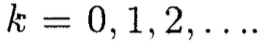 k = 0, 1, 2, . . . .